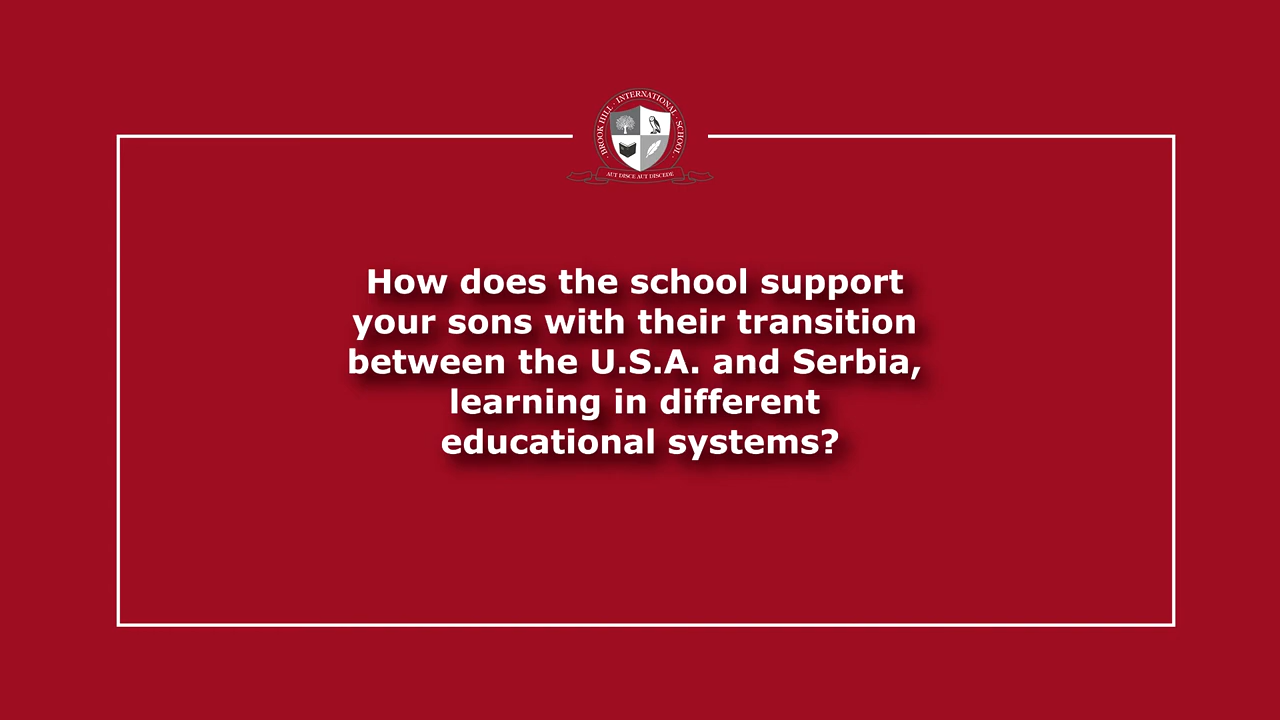 · BROOK HILL · INTERNATIONAL · SCHOOL ·
AUT DISCE AUT DISCEDE
How does the school support
your sons with their transition
between the U.S.A. and Serbia,
learning in different
educational systems?